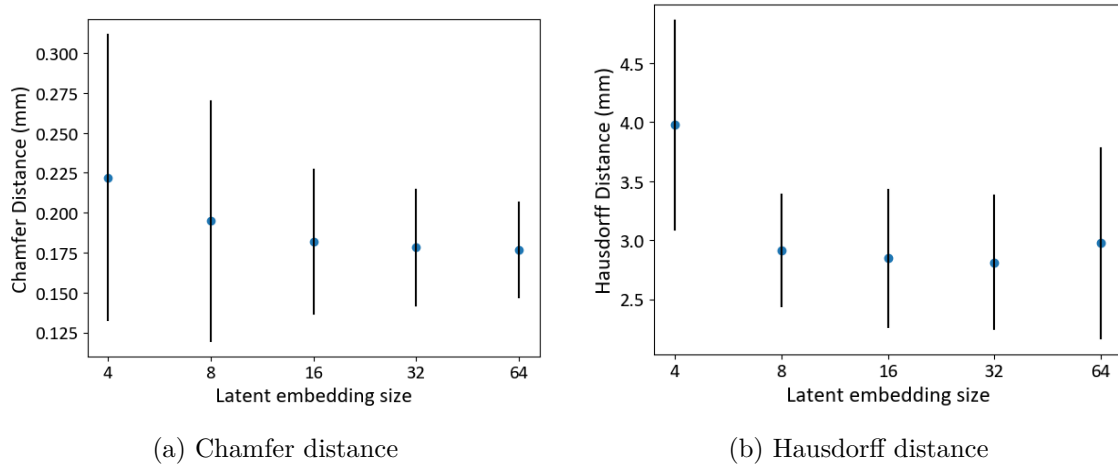 0.300
0.275
0.250
0.225
0.200
0.175
0.150
0.125
Chamfer Distance (mm)
4 8 16 32 64
Latent embedding size
(a) Chamfer distance
4.5
4.0
3.5
3.0
2.5
Hausdorff Distance (mm)
4 8 16 32 64
Latent embedding size
(b) Hausdorff distance